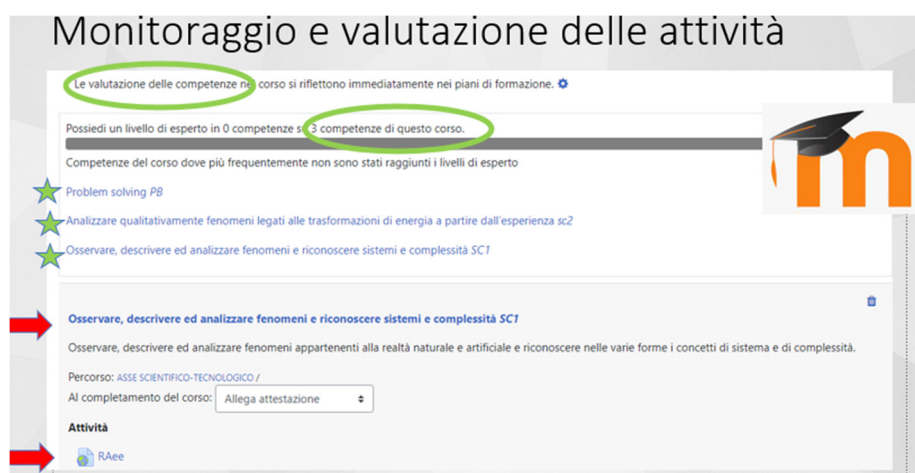 Monitoraggio e valutazione delle attività
Le valutazione delle competenze nel corso si riflettono immediatamente nei piani di formazione.
Possiedi un livello di esperto in 0 competenze su 3 competenze di questo corso.
Competenze del corso dove più frequentemente non sono stati raggiunti i livelli di esperto
Problem solving PB
Analizzare qualitativamente fenomeni legati alle trasformazioni di energia a partire dall'esperienza sc2
Osservare, descrivere ed analizzare fenomeni e riconoscere sistemi e complessità SC1
Osservare, descrivere ed analizzare fenomeni e riconoscere sistemi e complessità SC1
Osservare, descrivere ed analizzare fenomeni appartenenti alla realtà naturale e artificiale e riconoscere nelle varie forme i concetti di sistema e di complessità.
Percorso: ASSE SCIENTIFICO-TECNOLOGICO /
Al completamento del corso: Allega attestazione
Attività
RAee
m